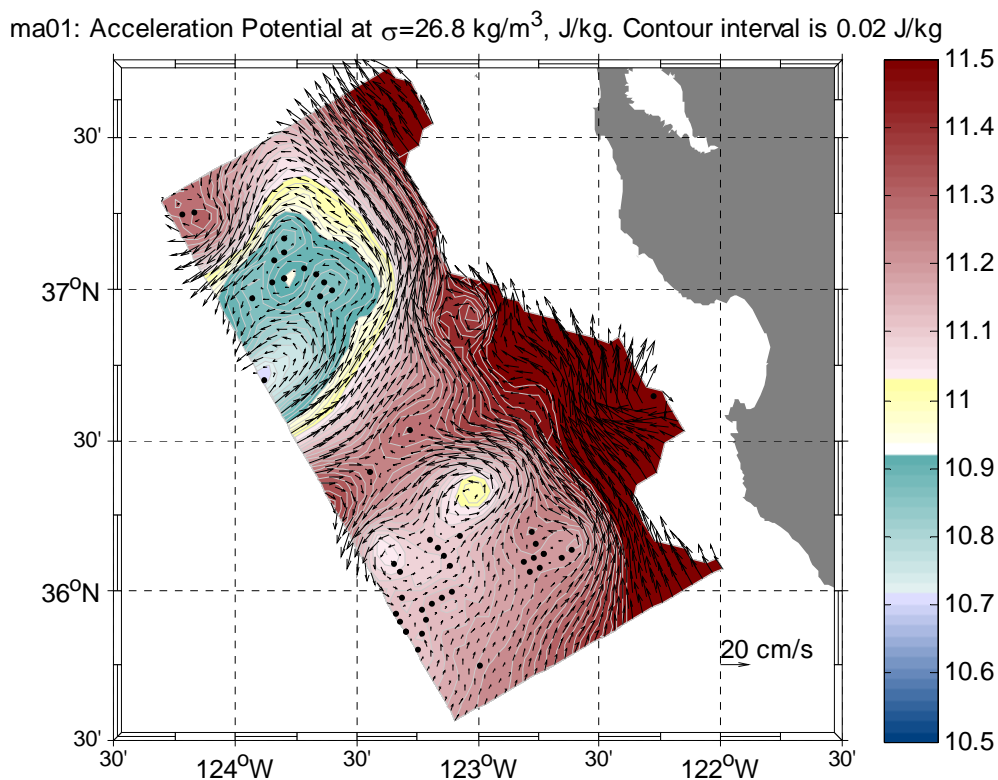 ma01: Acceleration Potential at σ=26.8 kg/m³, J/kg. Contour interval is 0.02 J/kg
11.5
11.4
11.3
11.2
11.1
11
10.9
10.8
10.7
10.6
10.5
30'
37°N
30'
36°N
30'
20 cm/s
30'
124°W
30'
123°W
30'
122°W
30'